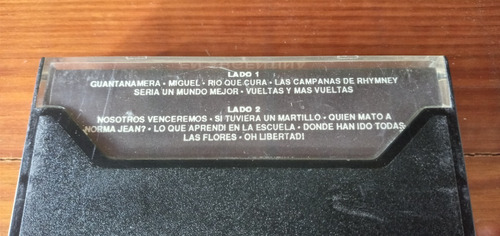 LADO 1
GUANTANAMERA · MIGUEL · RIO QUE CURA · LAS CAMPANAS DE RHYMNEY
SERIA UN MUNDO MEJOR · VUELTAS Y MAS VUELTAS
LADO 2
NOSOTROS VENCEREMOS · SI TUVIERA UN MARTILLO · QUIEN MATO A
NORMA JEAN? · LO QUE APRENDI EN LA ESCUELA · DONDE HAN IDO TODAS
LAS FLORES · OH LIBERTAD!